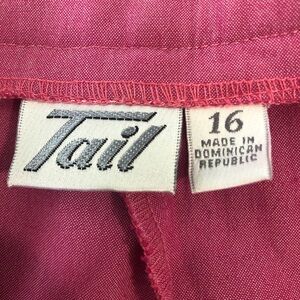 Tail
16
MADE IN
DOMINICAN
REPUBLIC